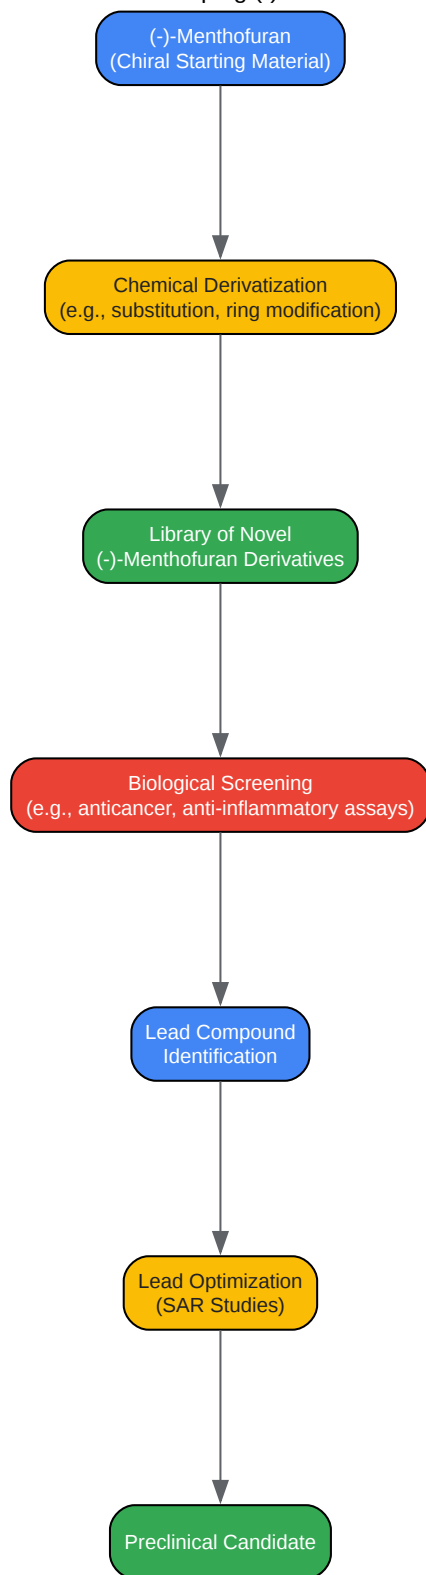 (-)-Menthofuran
(Chiral Starting Material)
Chemical Derivatization
(e.g., substitution, ring modification)
Library of Novel
(-)-Menthofuran Derivatives
Biological Screening
(e.g., anticancer, anti-inflammatory assays)
Lead Compound
Identification
Lead Optimization
(SAR Studies)
Preclinical Candidate